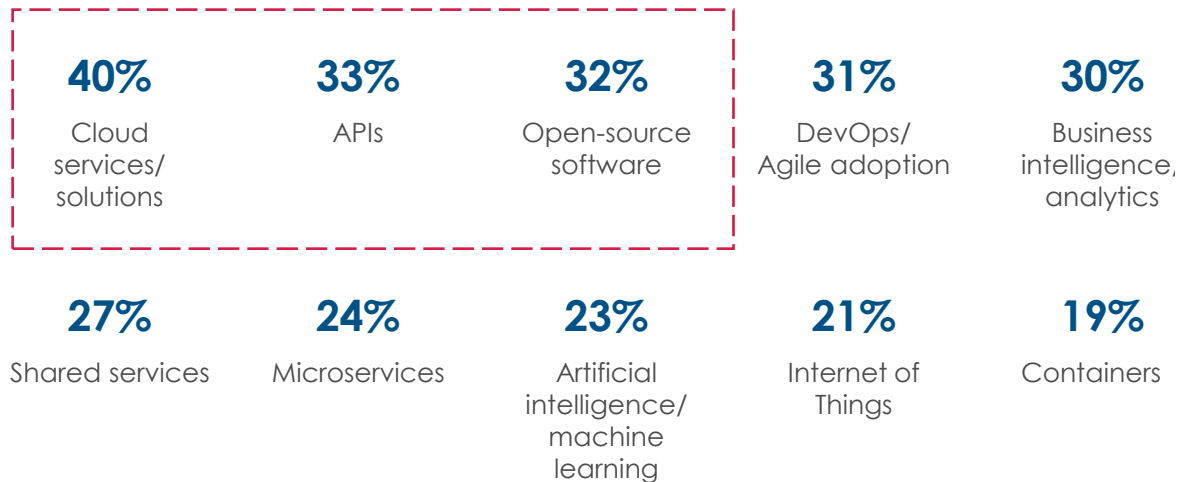 40%
Cloud
services/
solutions
33%
APIs
32%
Open-source
software
31%
DevOps/
Agile adoption
30%
Business
intelligence,
analytics
27%
Shared services
24%
Microservices
23%
Artificial
intelligence/
machine
learning
21%
Internet of
Things
19%
Containers